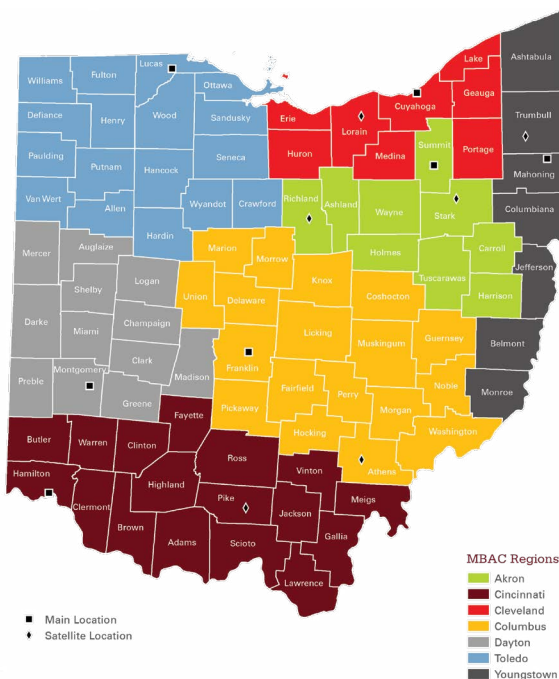 Lake
Ashtabula
Lucas
Fulton
Williams
Ottawa
Geauga
Cuyahoga
Defiance
Henry
Wood
Sandusky
Erie
Lorain
Trumbull
Huron
Medina
Summit
Portage
Paulding
Putnam
Hancock
Seneca
Mahoning
Van Wert
Allen
Wyandot
Crawford
Richland
Ashland
Wayne
Stark
Columbiana
Hardin
Mercer
Auglaize
Marion
Morrow
Holmes
Carroll
Tuscarawas
Jefferson
Logan
Shelby
Union
Delaware
Knox
Coshocton
Harrison
Darke
Miami
Champaign
Licking
Muskingum
Guernsey
Belmont
Clark
Franklin
Preble
Montgomery
Madison
Fairfield
Perry
Noble
Monroe
Greene
Fayette
Pickaway
Morgan
Washington
Hocking
Butler
Warren
Clinton
Ross
Athens
Vinton
Hamilton
Highland
Pike
Meigs
Clermont
Jackson
Brown
Adams
Scioto
Gallia
Lawrence
MBAC Regions
Akron
Cincinnati
Cleveland
Columbus
Dayton
Toledo
Youngstown
Main Location
Satellite Location